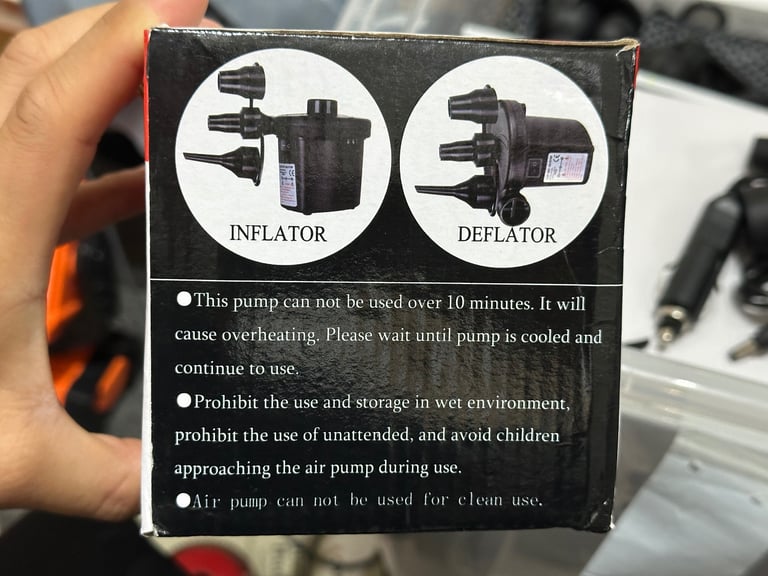 INFLATOR
DEFLATOR
●This pump can not be used over 10 minutes. It will
cause overheating. Please wait until pump is cooled and
continue to use.
●Prohibit the use and storage in wet environment,
prohibit the use of unattended, and avoid children
approaching the air pump during use.
●Air pump can not be used for clean use.